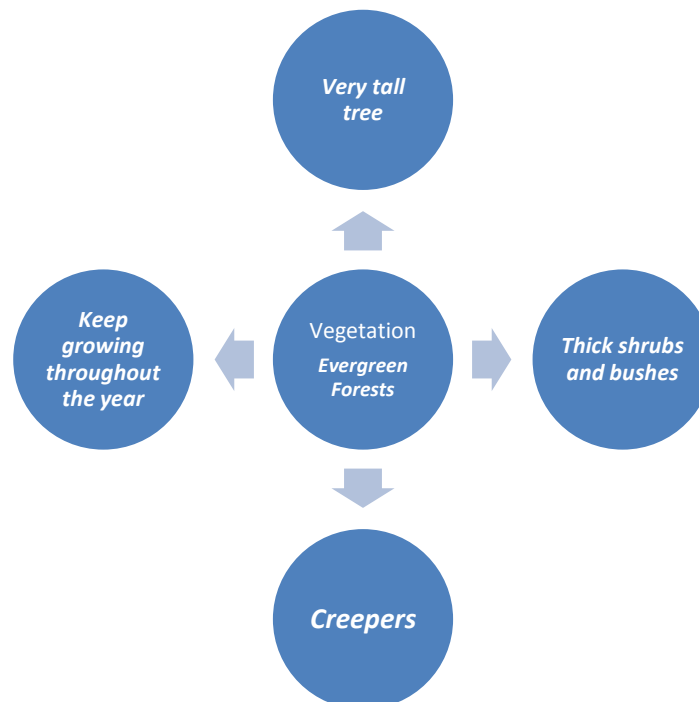 Very tall
tree
Keep
growing
throughout
the year
Vegetation
Evergreen
Forests
Thick shrubs
and bushes
Creepers